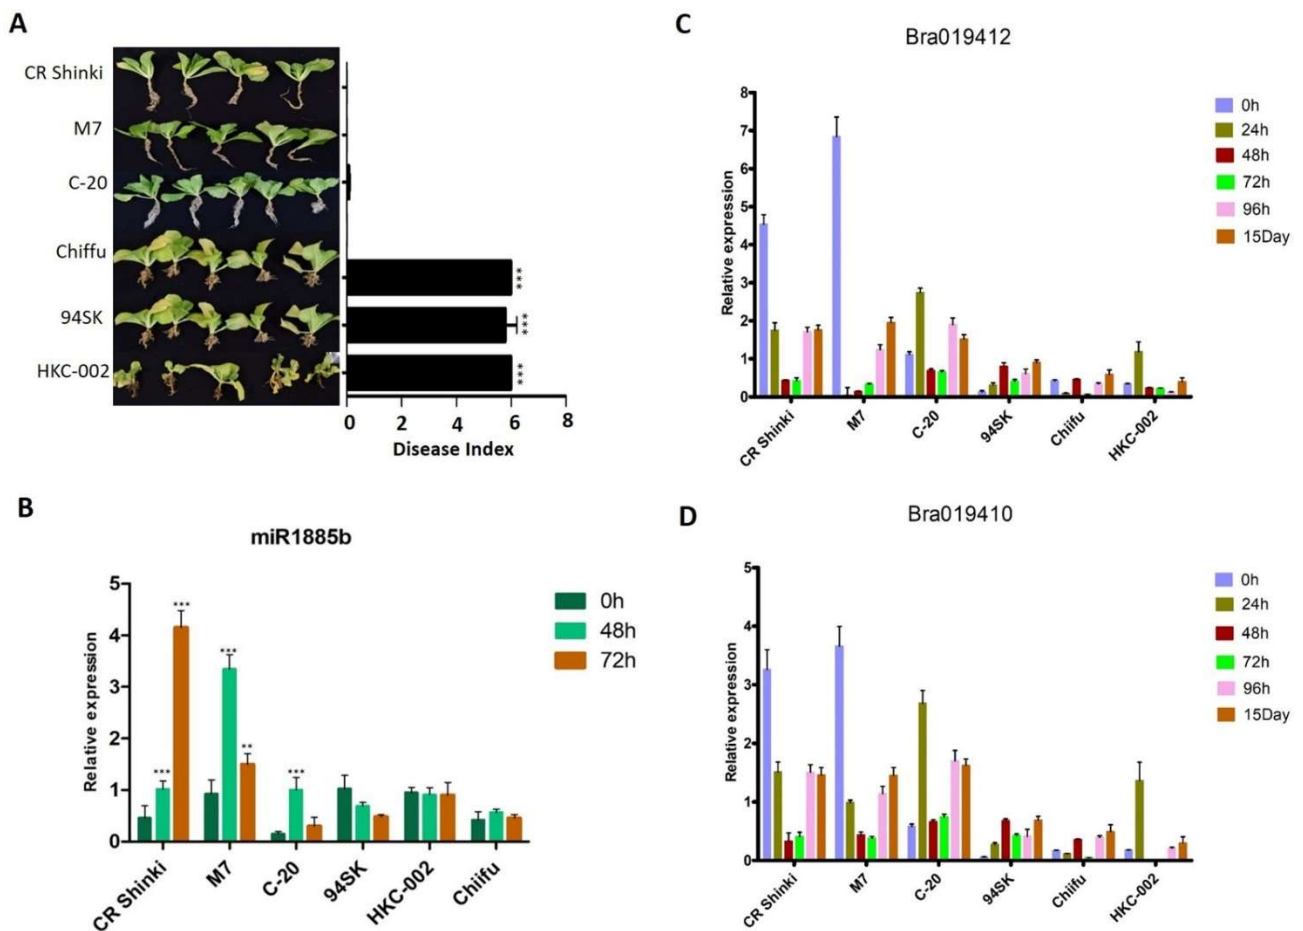 A
CR Shinki
M7
C-20
Chiffu
94SK
HKC-002
***
***
***
0 2 4 6 8
Disease Index
B
miR1885b
Relative expression
5
4
3
2
1
0
***
***
***
**
***
CR Shinki
M7
C-20
94SK
HKC-002
Chiifu
0h
48h
72h
C
Bra019412
Relative expression
8
7
6
5
4
3
2
1
0
CR Shinki
M7
C-20
94SK
Chiifu
HKC-002
0h
24h
48h
72h
96h
15Day
D
Bra019410
Relative expression
5
4
3
2
1
0
CR Shinki
M7
C-20
94SK
Chiifu
HKC-002
0h
24h
48h
72h
96h
15Day